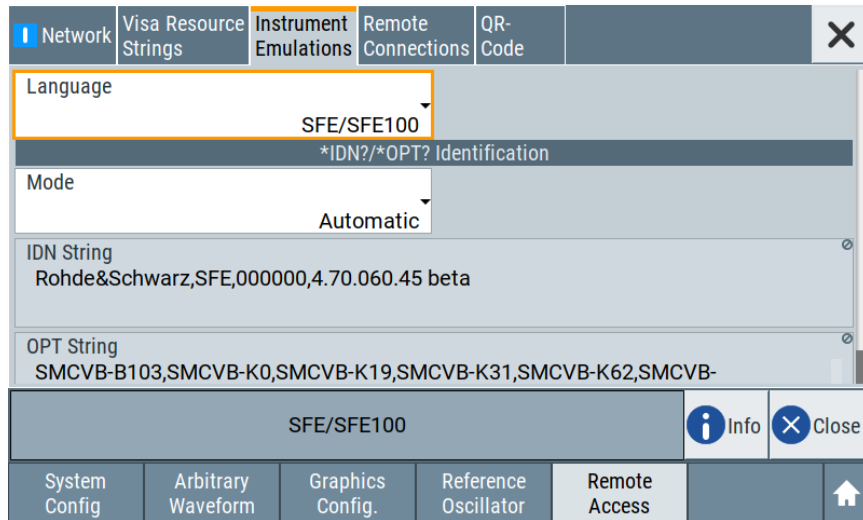 Network
Visa Resource
Strings
Instrument
Emulations
Remote
Connections
QR-
Code
Language
SFE/SFE100
*IDN?/*OPT? Identification
Mode
Automatic
IDN String
Rohde&Schwarz,SFE,000000,4.70.060.45 beta
OPT String
SMCVB-B103,SMCVB-K0,SMCVB-K19,SMCVB-K31,SMCVB-K62,SMCVB-
SFE/SFE100
Info
Close
System
Config
Arbitrary
Waveform
Graphics
Config.
Reference
Oscillator
Remote
Access